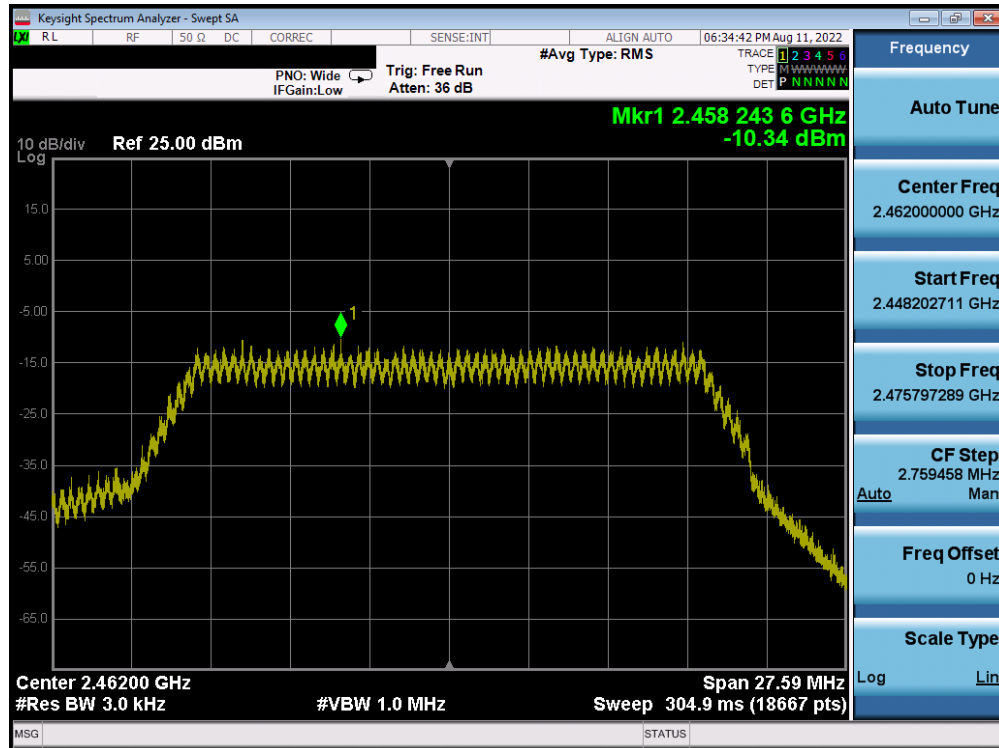 Keysight Spectrum Analyzer - Swept SA
LXI RL RF 50 Ω DC CORREC SENSE:INT ALIGN AUTO 06:34:42 PM Aug 11, 2022
#Avg Type: RMS
TRACE 1 2 3 4 5 6
TYPE M WWWWW
DET P N N N N N
PNO: Wide Trig: Free Run
IFGain:Low Atten: 36 dB
Mkr1 2.458 243 6 GHz
-10.34 dBm
10 dB/div Ref 25.00 dBm
Log
15.0
5.00
-5.00
1
-15.0
-25.0
-35.0
-45.0
-55.0
-65.0
Center 2.46200 GHz Span 27.59 MHz
#Res BW 3.0 kHz #VBW 1.0 MHz Sweep 304.9 ms (18667 pts)
MSG STATUS
Frequency
Auto Tune
Center Freq
2.462000000 GHz
Start Freq
2.448202711 GHz
Stop Freq
2.475797289 GHz
CF Step
2.759458 MHz
Auto Man
Freq Offset
0 Hz
Scale Type
Log Lin